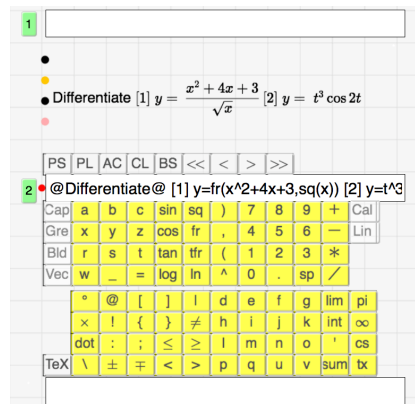 1
Differentiate [1] y = (x² + 4x + 3)/√x [2] y = t³ cos 2t
PS PL AC CL BS << < > >>
2 @Differentiate@ [1] y=fr(x^2+4x+3,sq(x)) [2] y=t^3
Cap a b c sin sq ) 7 8 9 + Cal
Gre x y z cos fr , 4 5 6 − Lin
Bld r s t tan tfr ( 1 2 3 *
Vec w _ = log ln ^ 0 . sp /
° @ [ ] | d e f g lim pi
× ! { } ≠ h i j k int ∞
dot : ; ≤ ≥ l m n o ' cs
TeX \ ± ∓ < > p q u v sum tx